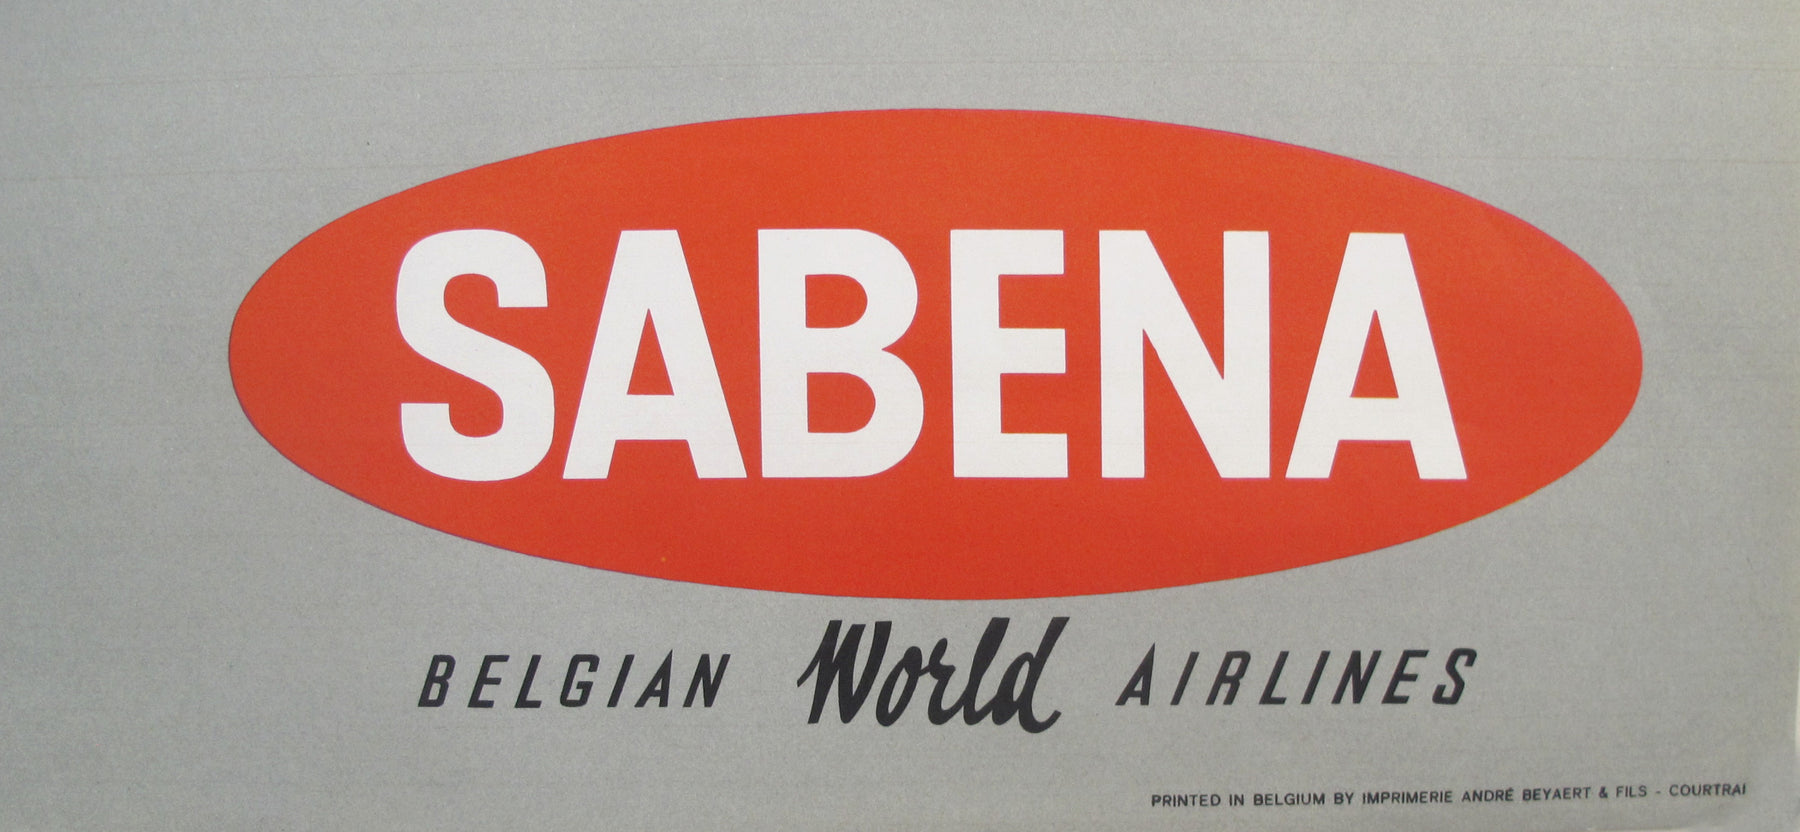 SABENA
BELGIAN World AIRLINES
PRINTED IN BELGIUM BY IMPRIMERIE ANDRÉ BEYAERT & FILS - COURTRAI